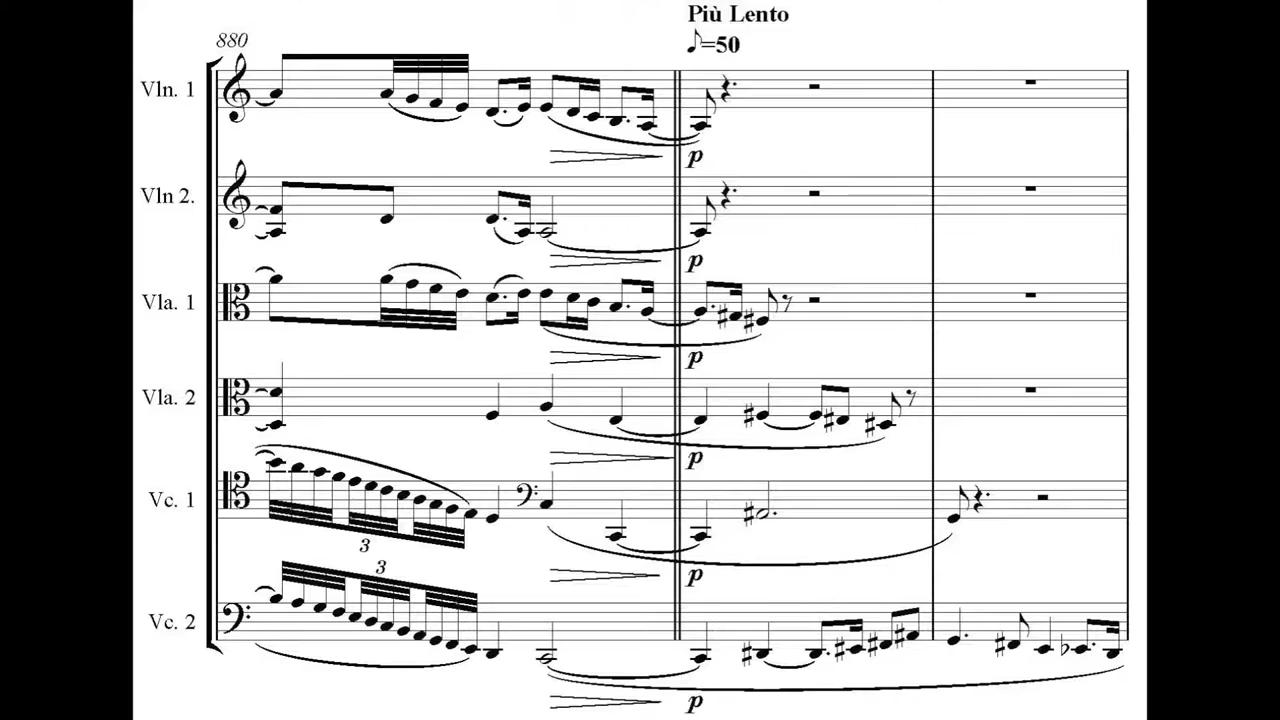 Più Lento
♪=50
880
Vln. 1
p
Vln 2.
p
Vla. 1
p
Vla. 2
p
Vc. 1
3
p
3
Vc. 2
p